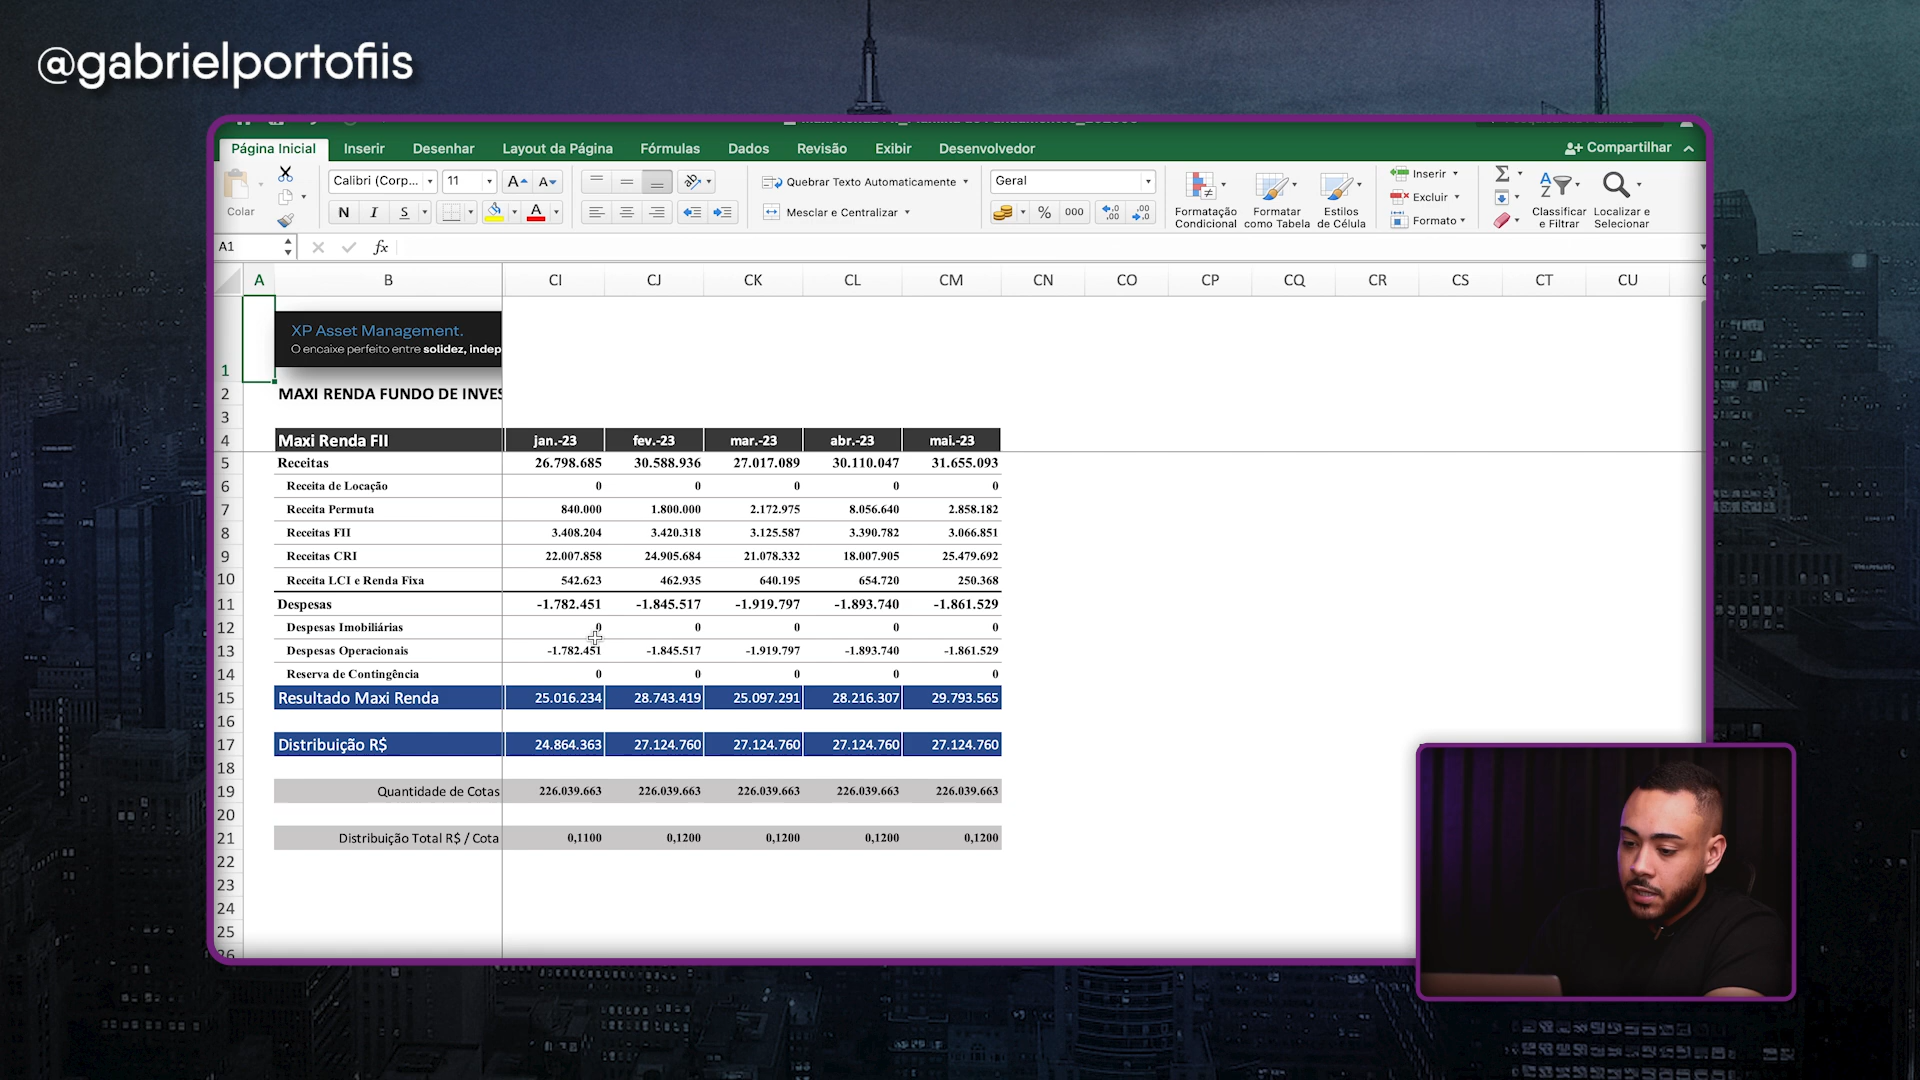 @gabrielportofiis
Página Inicial Inserir Desenhar Layout da Página Fórmulas Dados Revisão Exibir Desenvolvedor Compartilhar
Colar Calibri (Corp... 11 Quebrar Texto Automaticamente Geral Inserir
N I S Mesclar e Centralizar % 000 Formatação Condicional Formatar como Tabela Estilos de Célula Excluir Formato Classificar e Filtrar Localizar e Selecionar
A1 fx
A B CI CJ CK CL CM CN CO CP CQ CR CS CT CU
XP Asset Management.
O encaixe perfeito entre solidez, indep
1
2 MAXI RENDA FUNDO DE INVES
3
4 Maxi Renda FII jan.-23 fev.-23 mar.-23 abr.-23 mai.-23
5 Receitas 26.798.685 30.588.936 27.017.089 30.110.047 31.655.093
6 Receita de Locação 0 0 0 0 0
7 Receita Permuta 840.000 1.800.000 2.172.975 8.056.640 2.858.182
8 Receitas FII 3.408.204 3.420.318 3.125.587 3.390.782 3.066.851
9 Receitas CRI 22.007.858 24.905.684 21.078.332 18.007.905 25.479.692
10 Receita LCI e Renda Fixa 542.623 462.935 640.195 654.720 250.368
11 Despesas -1.782.451 -1.845.517 -1.919.797 -1.893.740 -1.861.529
12 Despesas Imobiliárias 0 0 0 0 0
13 Despesas Operacionais -1.782.451 -1.845.517 -1.919.797 -1.893.740 -1.861.529
14 Reserva de Contingência 0 0 0 0 0
15 Resultado Maxi Renda 25.016.234 28.743.419 25.097.291 28.216.307 29.793.565
16
17 Distribuição R$ 24.864.363 27.124.760 27.124.760 27.124.760 27.124.760
18
19 Quantidade de Cotas 226.039.663 226.039.663 226.039.663 226.039.663 226.039.663
20
21 Distribuição Total R$ / Cota 0,1100 0,1200 0,1200 0,1200 0,1200
22
23
24
25
26